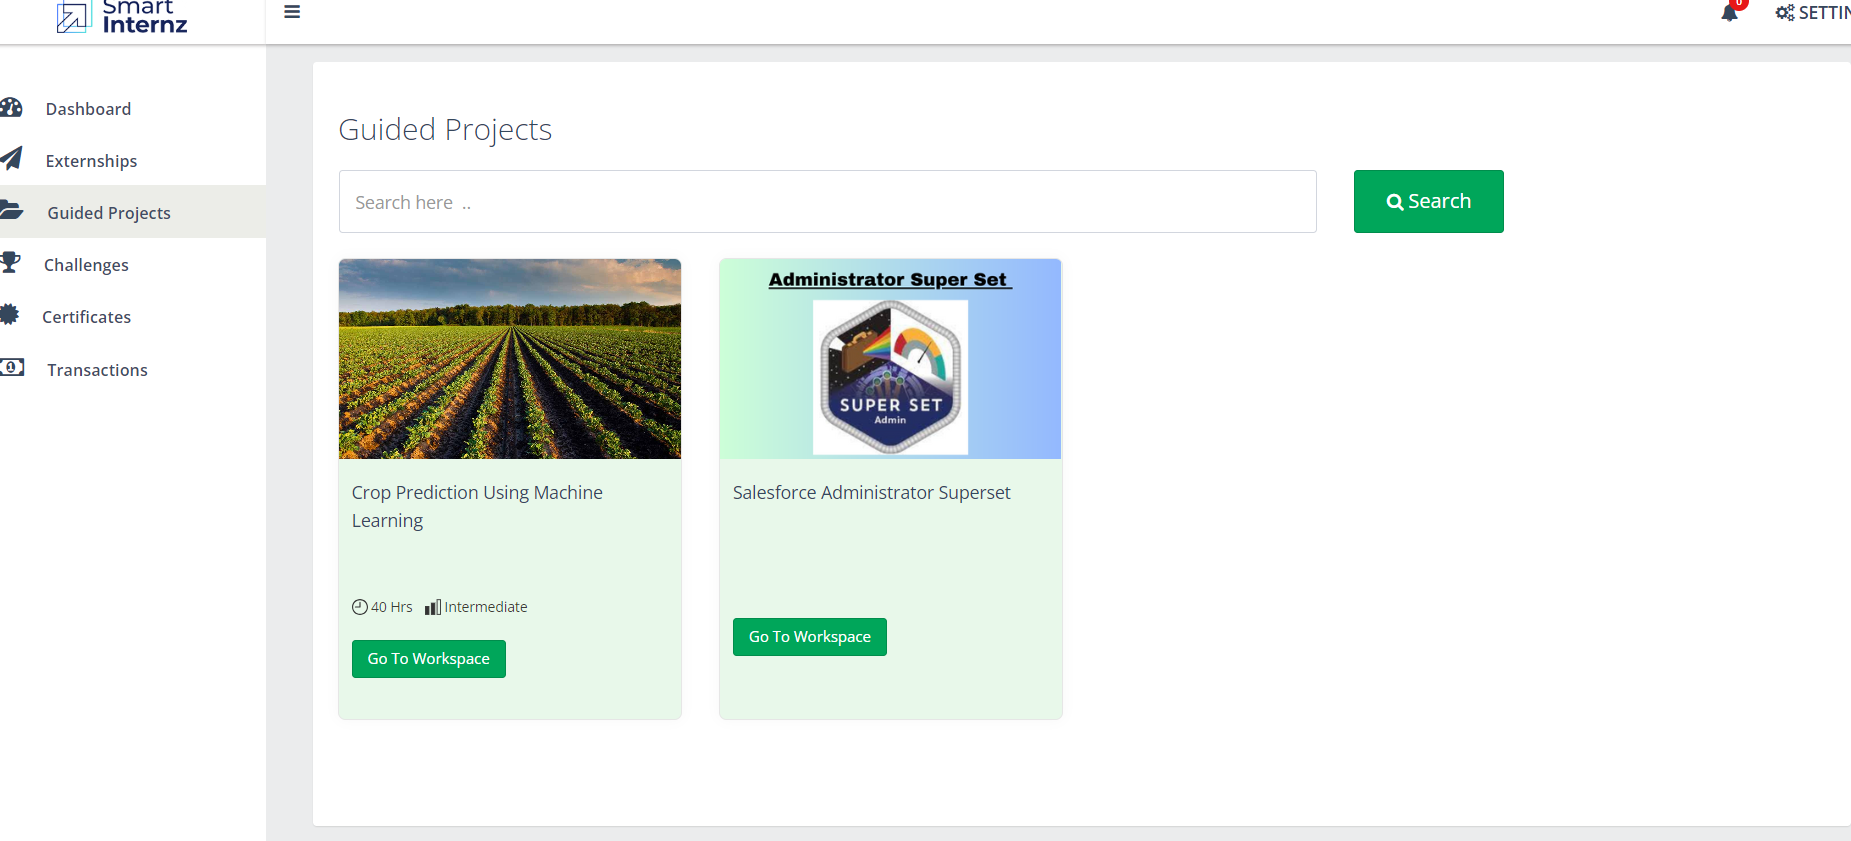 Smart
Internz
0
SETTIN
Dashboard
Externships
Guided Projects
Challenges
Certificates
Transactions
Guided Projects
Search here ..
Search
Crop Prediction Using Machine
Learning
40 Hrs Intermediate
Go To Workspace
Administrator Super Set
SUPER SET
Admin
Salesforce Administrator Superset
Go To Workspace